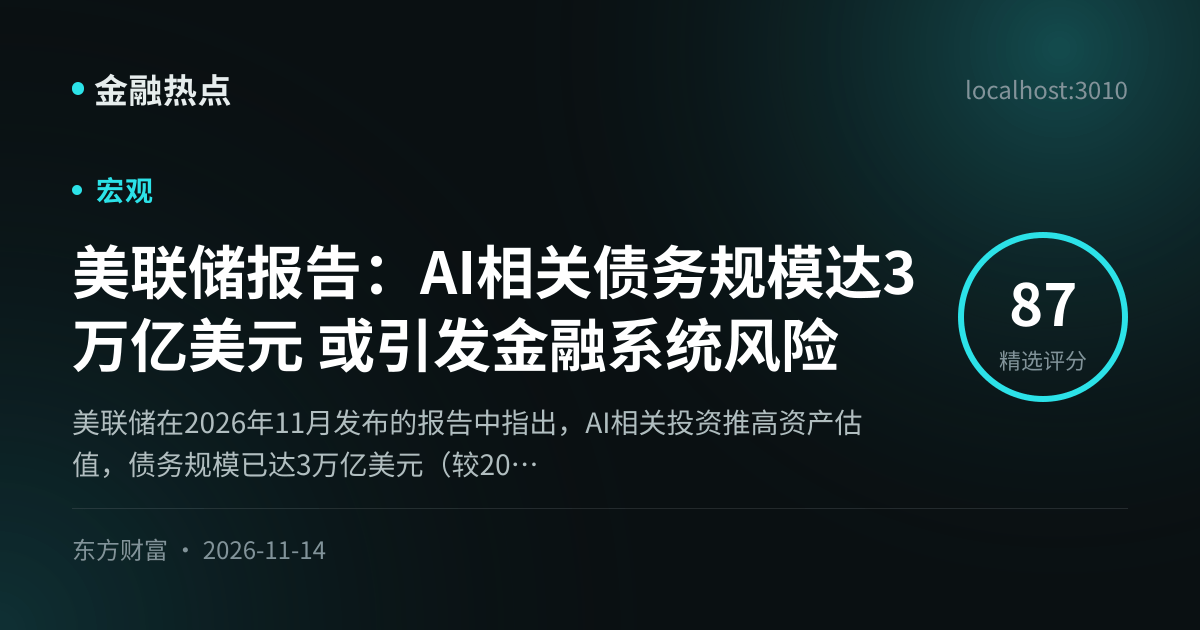 金融热点
localhost:3010
宏观
美联储报告：AI相关债务规模达3
万亿美元 或引发金融系统风险
87
精选评分
美联储在2026年11月发布的报告中指出，AI相关投资推高资产估
值，债务规模已达3万亿美元（较20…
东方财富 · 2026-11-14